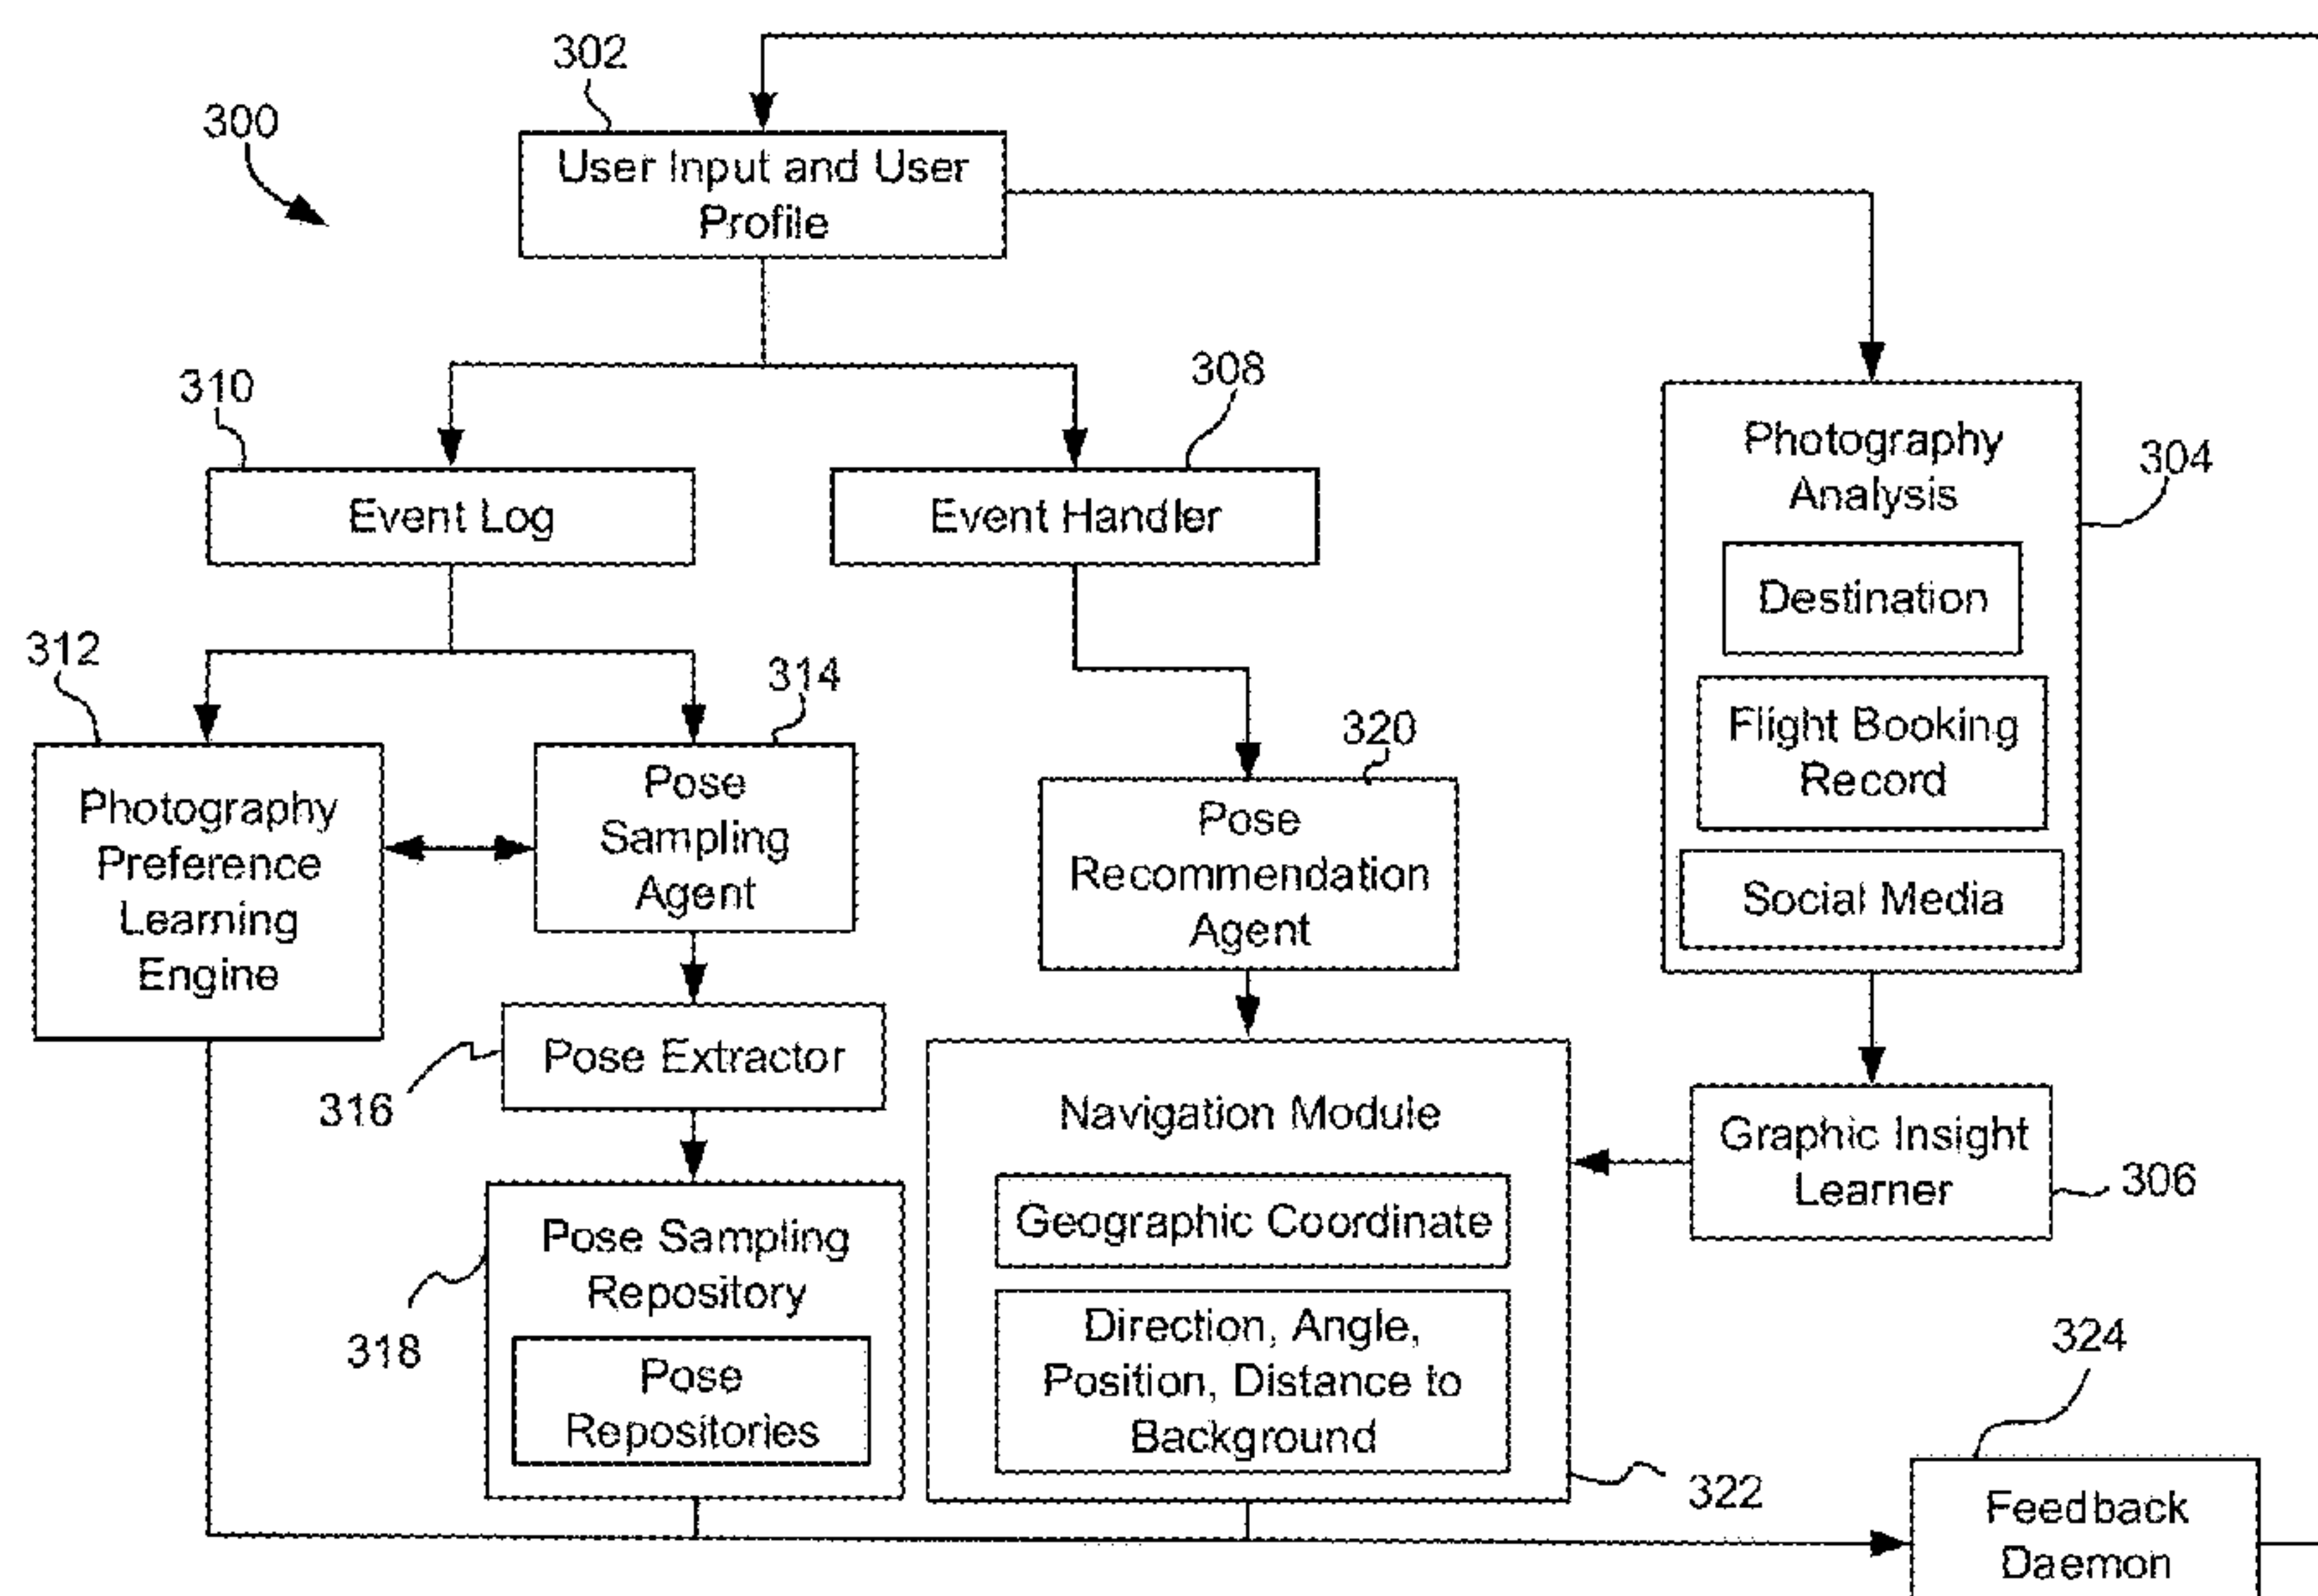 302
300
User Input and User
Profile
310
308
Event Log
Event Handler
Photography
Analysis
304
Destination
Flight Booking
Record
Social Media
312
314
320
Photography
Preference
Learning
Engine
Pose
Sampling
Agent
Pose
Recommendation
Agent
316
Pose Extractor
Navigation Module
Geographic Coordinate
Direction, Angle,
Position, Distance to
Background
Graphic Insight
Learner
306
318
Pose Sampling
Repository
Pose
Repositories
322
324
Feedback
Daemon